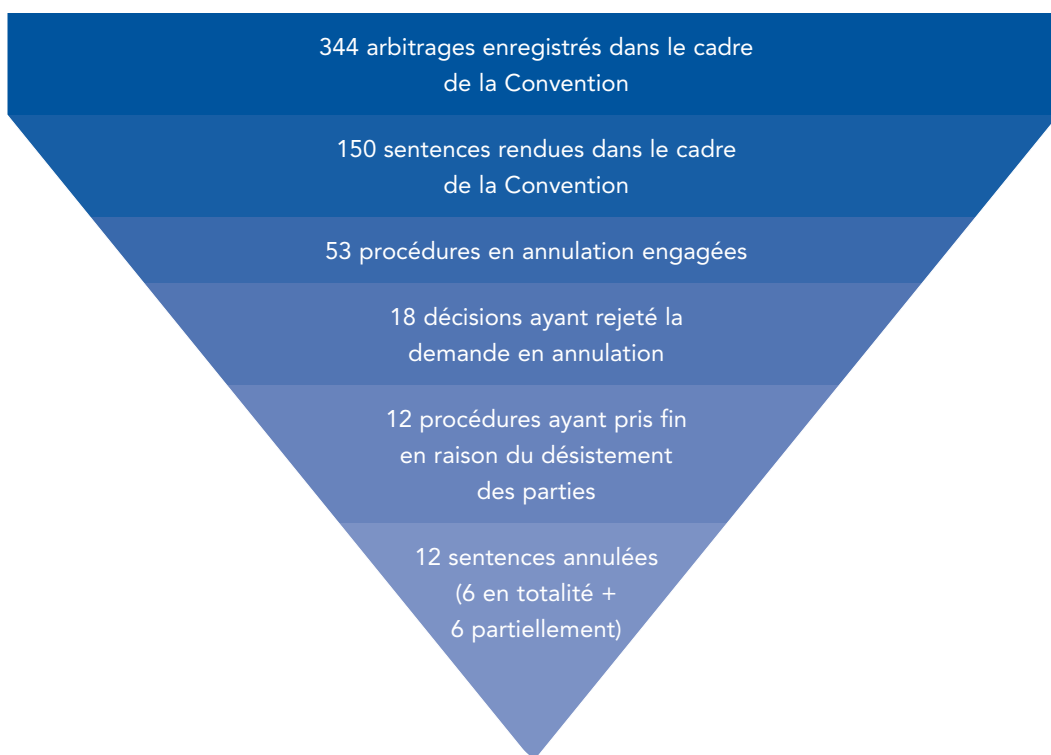 344 arbitrages enregistrés dans le cadre
de la Convention
150 sentences rendues dans le cadre
de la Convention
53 procédures en annulation engagées
18 décisions ayant rejeté la
demande en annulation
12 procédures ayant pris fin
en raison du désistement
des parties
12 sentences annulées
(6 en totalité +
6 partiellement)